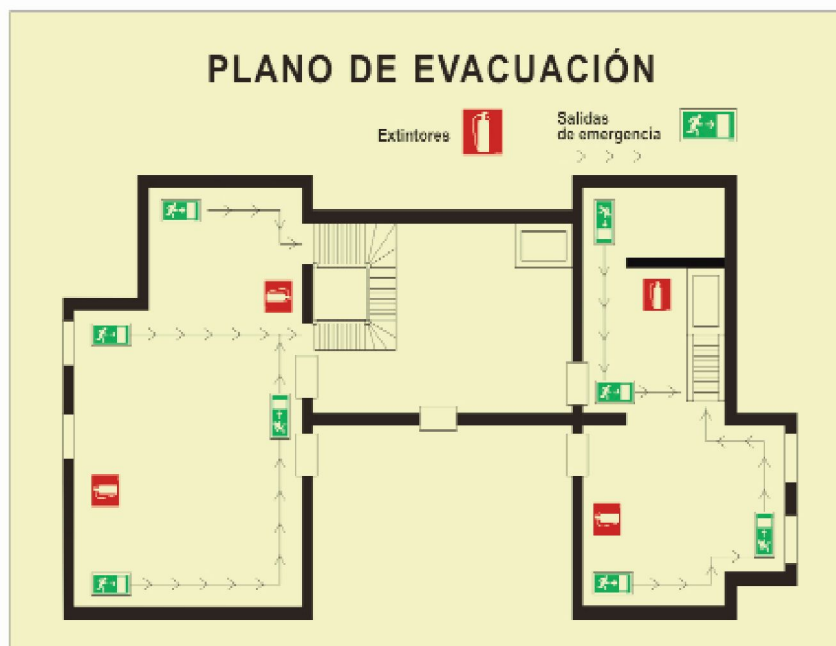 PLANO DE EVACUACIÓN
Extintores
Salidas
de emergencia